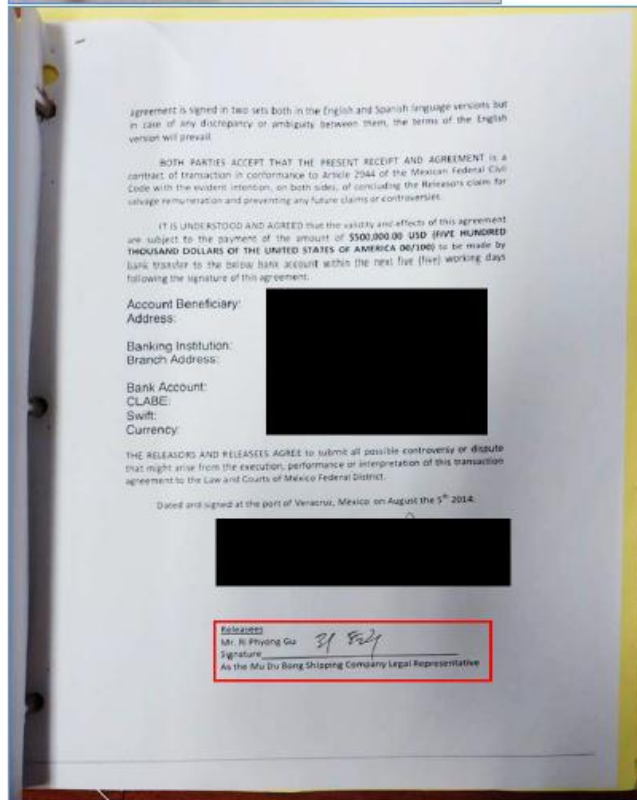 agreement is signed in two sets both in the English and Spanish language versions but
in case of any discrepancy or ambiguity between them, the terms of the English
version will prevail.
BOTH PARTIES ACCEPT THAT THE PRESENT RECEIPT AND AGREEMENT is a
contract of transaction in conformance to Article 2944 of the Mexican Federal Civil
Code with the evident intention, on both sides, of concluding the Releasors claim for
salvage remuneration and preventing any future claims or controversies.
IT IS UNDERSTOOD AND AGREED that the validity and effects of this agreement
are subject to the payment of the amount of $500,000.00 USD (FIVE HUNDRED
THOUSAND DOLLARS OF THE UNITED STATES OF AMERICA 00/100) to be made by
bank transfer to the below bank account within the next five (five) working days
following the signature of this agreement.
Account Beneficiary:
Address:
Banking Institution:
Branch Address:
Bank Account:
CLABE:
Swift:
Currency:
THE RELEASORS AND RELEASEES AGREE to submit all possible controversy or dispute
that might arise from the execution, performance or interpretation of this transaction
agreement to the Law and Courts of México Federal District.
Dated and signed at the port of Veracruz, México on August the 5th 2014.
Releasees
Mr. Ri Phyong Gu
Signature
As the Mu Du Bong Shipping Company Legal Representative